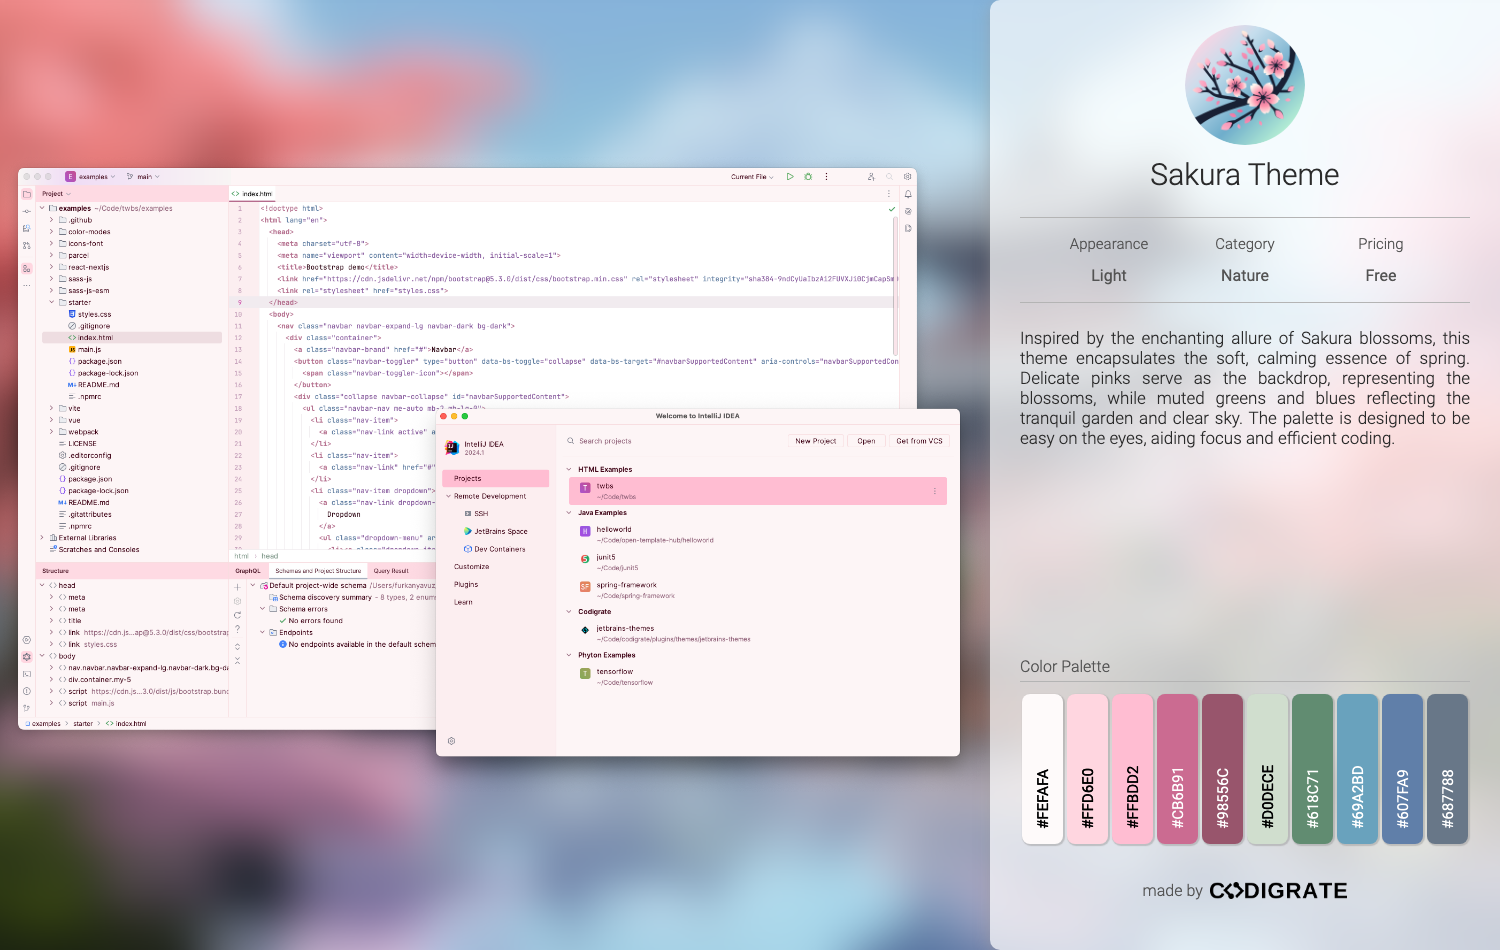 E examples main
Current File
Project
index.html
examples ~/Code/twbs/examples
.github
color-modes
icons-font
parcel
react-nextjs
sass-js
sass-js-esm
starter
styles.css
.gitignore
index.html
main.js
package.json
package-lock.json
README.md
.npmrc
vite
vue
webpack
LICENSE
.editorconfig
.gitignore
package.json
package-lock.json
README.md
.gitattributes
.npmrc
External Libraries
Scratches and Consoles
1 <!doctype html>
2 <html lang="en">
3 <head>
4 <meta charset="utf-8">
5 <meta name="viewport" content="width=device-width, initial-scale=1">
6 <title>Bootstrap demo</title>
7 <link href="https://cdn.jsdelivr.net/npm/bootstrap@5.3.0/dist/css/bootstrap.min.css" rel="stylesheet"
8 <link rel="stylesheet" href="styles.css">
9 </head>
10 <body>
11 <nav class="navbar navbar-expand-lg navbar-dark bg-dark">
12 <div class="container">
13 <a class="navbar-brand" href="#">Navbar</a>
14 <button class="navbar-toggler" type="button" data-bs-toggle="collapse" data-bs-target="#navbarSupportedContent" aria-controls="navbarSupportedCon
15 <span class="navbar-toggler-icon"></span>
16 </button>
17 <div class="collapse navbar-collapse" id="navbarSupportedContent">
18 <ul class="navbar-nav me-auto mb-2 mb-lg-0">
19 <li class="nav-item">
20 <a class="nav-link active" a
21 </li>
22 <li class="nav-item">
23 <a class="nav-link" href="#"
24 </li>
25 <li class="nav-item dropdown">
26 <a class="nav-link dropdown-
27 Dropdown
28 </a>
29 <ul class="dropdown-menu" ar
html › head
Structure
head
meta
meta
title
link https://cdn.js...ap@5.3.0/dist/css/bootstrap
link styles.css
body
nav.navbar.navbar-expand-lg.navbar-dark.bg-da
div.container.my-5
script https://cdn.js...3.0/dist/js/bootstrap.bund
script main.js
GraphQL Schemas and Project Structure Query Result
Default project-wide schema /Users/furkanyavuz
Schema discovery summary - 8 types, 2 enums
Schema errors
No errors found
Endpoints
No endpoints available in the default schem
examples › starter › index.html
Welcome to IntelliJ IDEA
IntelliJ IDEA
2024.1
Projects
Remote Development
SSH
JetBrains Space
Dev Containers
Customize
Plugins
Learn
Search projects
New Project Open Get from VCS
HTML Examples
T twbs
~/Code/twbs
Java Examples
H helloworld
~/Code/open-template-hub/helloworld
junit5
~/Code/junit5
SF spring-framework
~/Code/spring-framework
Codigrate
jetbrains-themes
~/Code/codigrate/plugins/themes/jetbrains-themes
Phyton Examples
T tensorflow
~/Code/tensorflow
Sakura Theme
Appearance Category Pricing
Light Nature Free
Inspired by the enchanting allure of Sakura blossoms, this
theme encapsulates the soft, calming essence of spring.
Delicate pinks serve as the backdrop, representing the
blossoms, while muted greens and blues reflecting the
tranquil garden and clear sky. The palette is designed to be
easy on the eyes, aiding focus and efficient coding.
Color Palette
#FEFAFA
#FFD6E0
#FFBDD2
#CB6B91
#98556C
#D0DECE
#618C71
#69A2BD
#607FA9
#687788
made by CODIGRATE